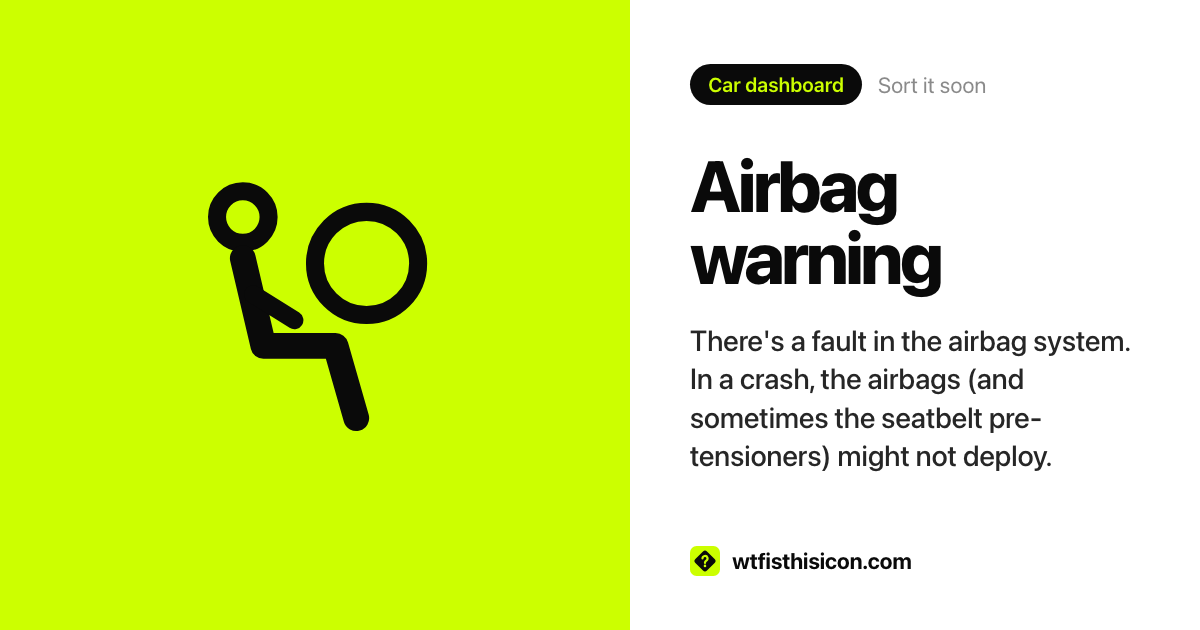 Car dashboard
Sort it soon
Airbag
warning
There's a fault in the airbag system.
In a crash, the airbags (and
sometimes the seatbelt pre-
tensioners) might not deploy.
?
wtfisthisicon.com